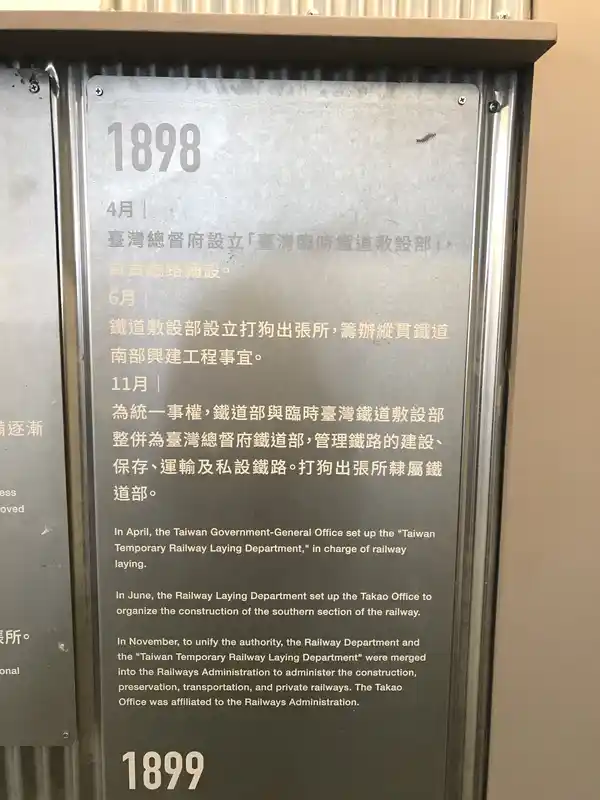 1898
4月｜
臺灣總督府設立「臺灣臨時鐵道敷設部」，
鐵路鋪設。
6月｜
鐵道敷設部設立打狗出張所，籌辦縱貫鐵道
南部興建工程事宜。
11月｜
為統一事權，鐵道部與臨時臺灣鐵道敷設部
整併為臺灣總督府鐵道部，管理鐵路的建設、
保存、運輸及私設鐵路。打狗出張所隸屬鐵
道部。
In April, the Taiwan Government-General Office set up the "Taiwan
Temporary Railway Laying Department," in charge of railway
laying.
In June, the Railway Laying Department set up the Takao Office to
organize the construction of the southern section of the railway.
In November, to unify the authority, the Railway Department and
the "Taiwan Temporary Railway Laying Department" were merged
into the Railways Administration to administer the construction,
preservation, transportation, and private railways. The Takao
Office was affiliated to the Railways Administration.
1899
逐漸
ess
oved
張所。
onal